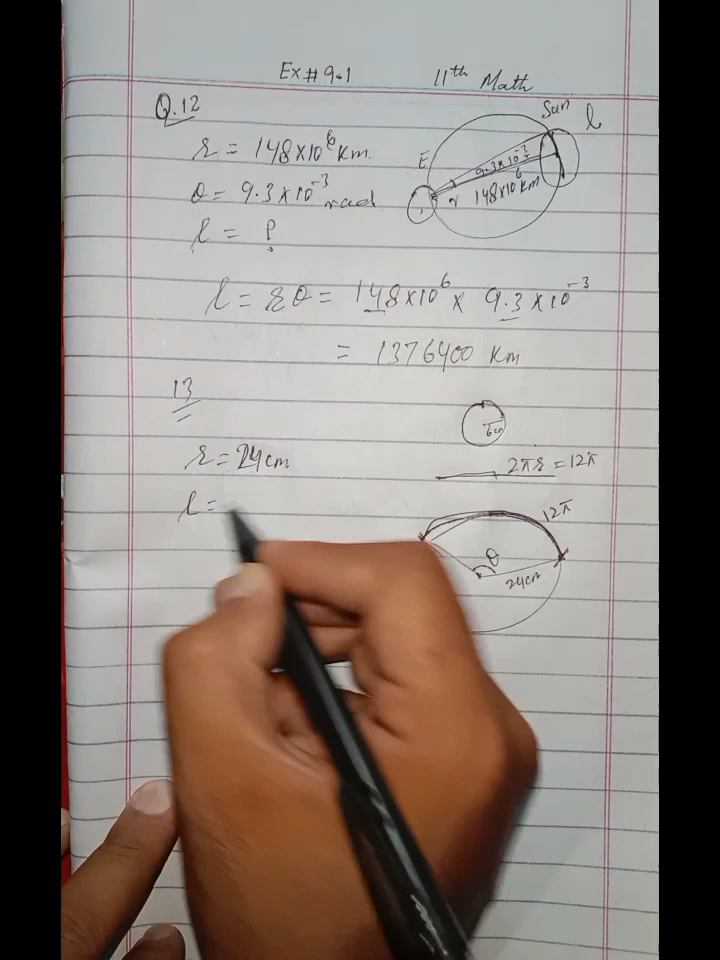 Ex# 9.1 11th Math
Q.12
r = 148×10⁶ km.
θ = 9.3×10⁻³ rad
l = ?
Sun
l
E
9.3×10⁻³
r 148×10⁶ km
l = rθ = 148×10⁶ × 9.3×10⁻³
= 1376400 km
13
6cm
r = 24cm
2πr = 12π
l =
12π
θ
24cm